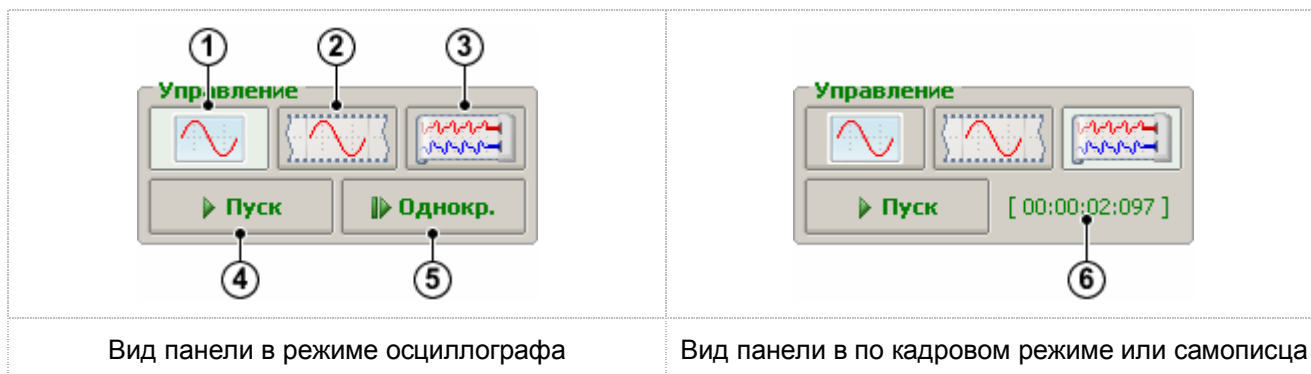 1 2 3
Управление
Управление
Пуск
Однокр.
Пуск
[ 00:00:02:097 ]
4 5
6
Вид панели в режиме осциллографа
Вид панели в по кадровом режиме или самописца